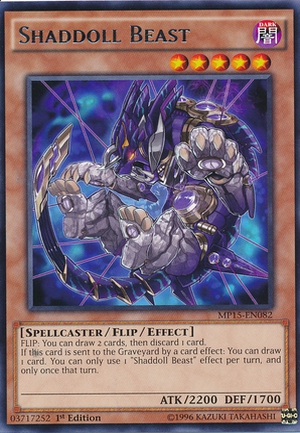 SHADDOLL BEAST
DARK
闇
MP15-EN082
[SPELLCASTER / FLIP / EFFECT]
FLIP: You can draw 2 cards, then discard 1 card.
If this card is sent to the Graveyard by a card effect: You can draw
1 card. You can only use 1 "Shaddoll Beast" effect per turn, and
only once that turn.
ATK/2200 DEF/1700
03717252 1st Edition ©1996 KAZUKI TAKAHASHI